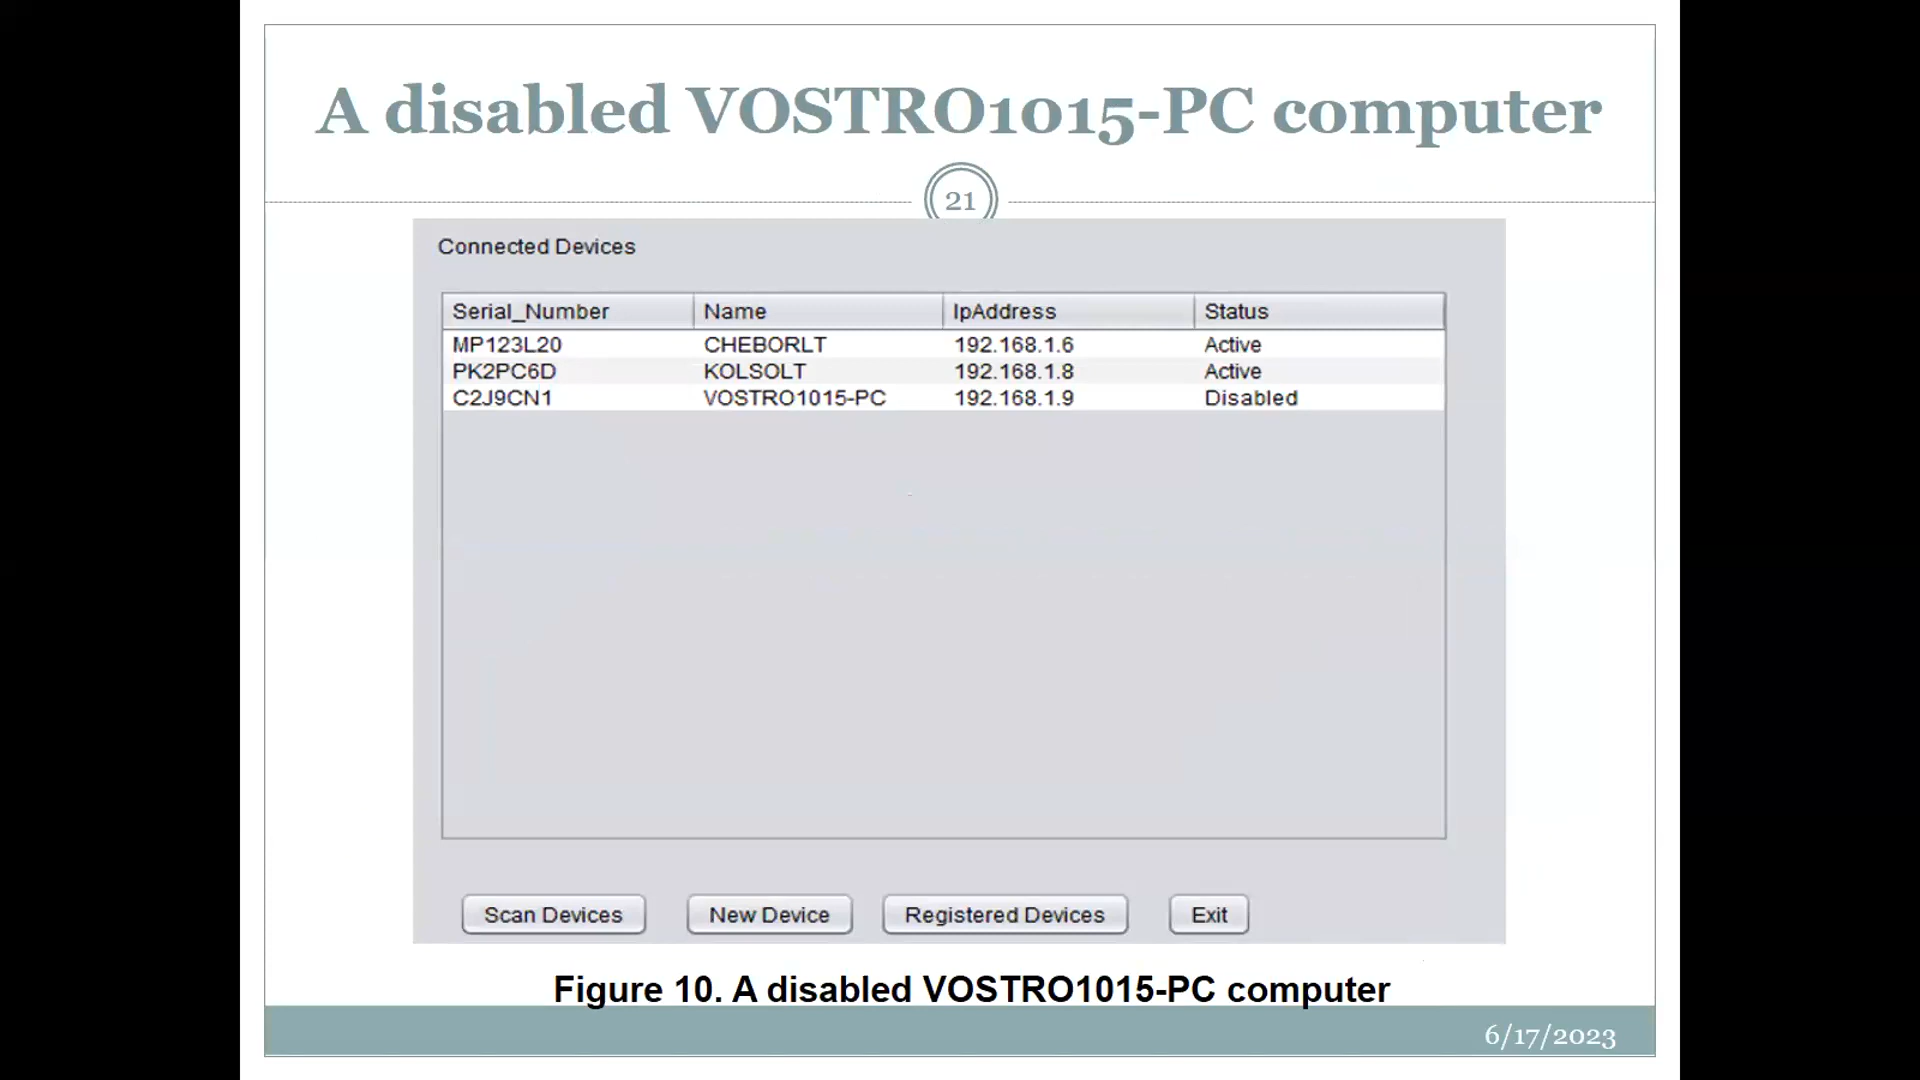 A disabled VOSTRO1015-PC computer
21
Connected Devices
Serial_Number Name IpAddress Status
MP123L20 CHEBORLT 192.168.1.6 Active
PK2PC6D KOLSOLT 192.168.1.8 Active
C2J9CN1 VOSTRO1015-PC 192.168.1.9 Disabled
Scan Devices New Device Registered Devices Exit
Figure 10. A disabled VOSTRO1015-PC computer
6/17/2023